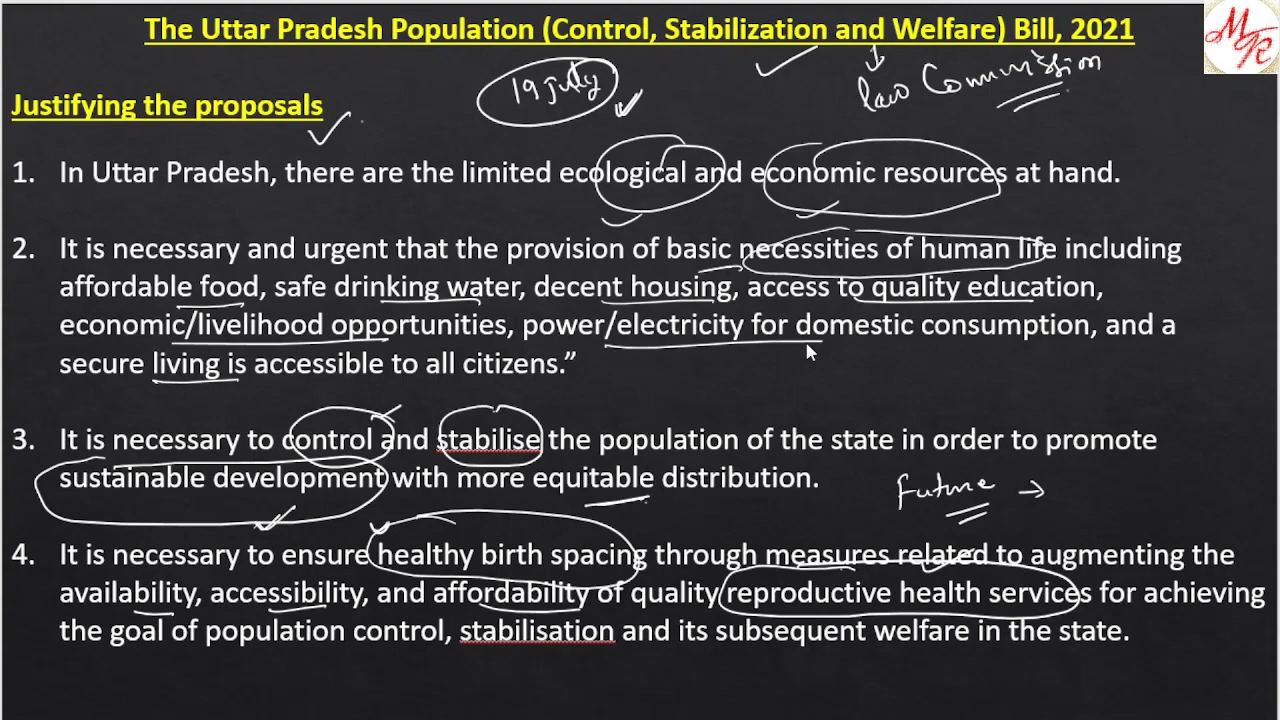 The Uttar Pradesh Population (Control, Stabilization and Welfare) Bill, 2021
MR
19 july
law Commission
Justifying the proposals
1. In Uttar Pradesh, there are the limited ecological and economic resources at hand.
2. It is necessary and urgent that the provision of basic necessities of human life including
affordable food, safe drinking water, decent housing, access to quality education,
economic/livelihood opportunities, power/electricity for domestic consumption, and a
secure living is accessible to all citizens.”
3. It is necessary to control and stabilise the population of the state in order to promote
sustainable development with more equitable distribution.
Future →
4. It is necessary to ensure healthy birth spacing through measures related to augmenting the
availability, accessibility, and affordability of quality reproductive health services for achieving
the goal of population control, stabilisation and its subsequent welfare in the state.